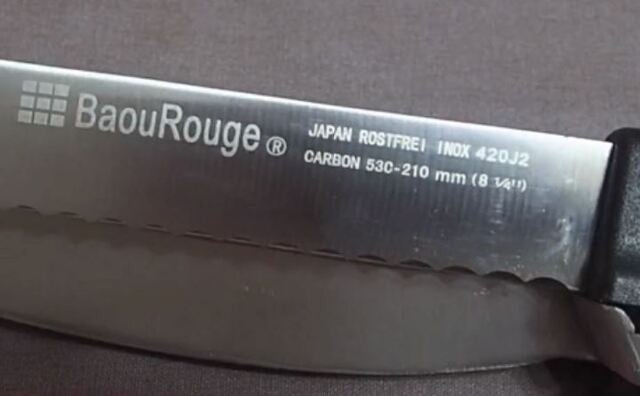 BaouRouge ®
JAPAN ROSTFREI INOX 420J2
CARBON 530-210 mm (8 ¼")